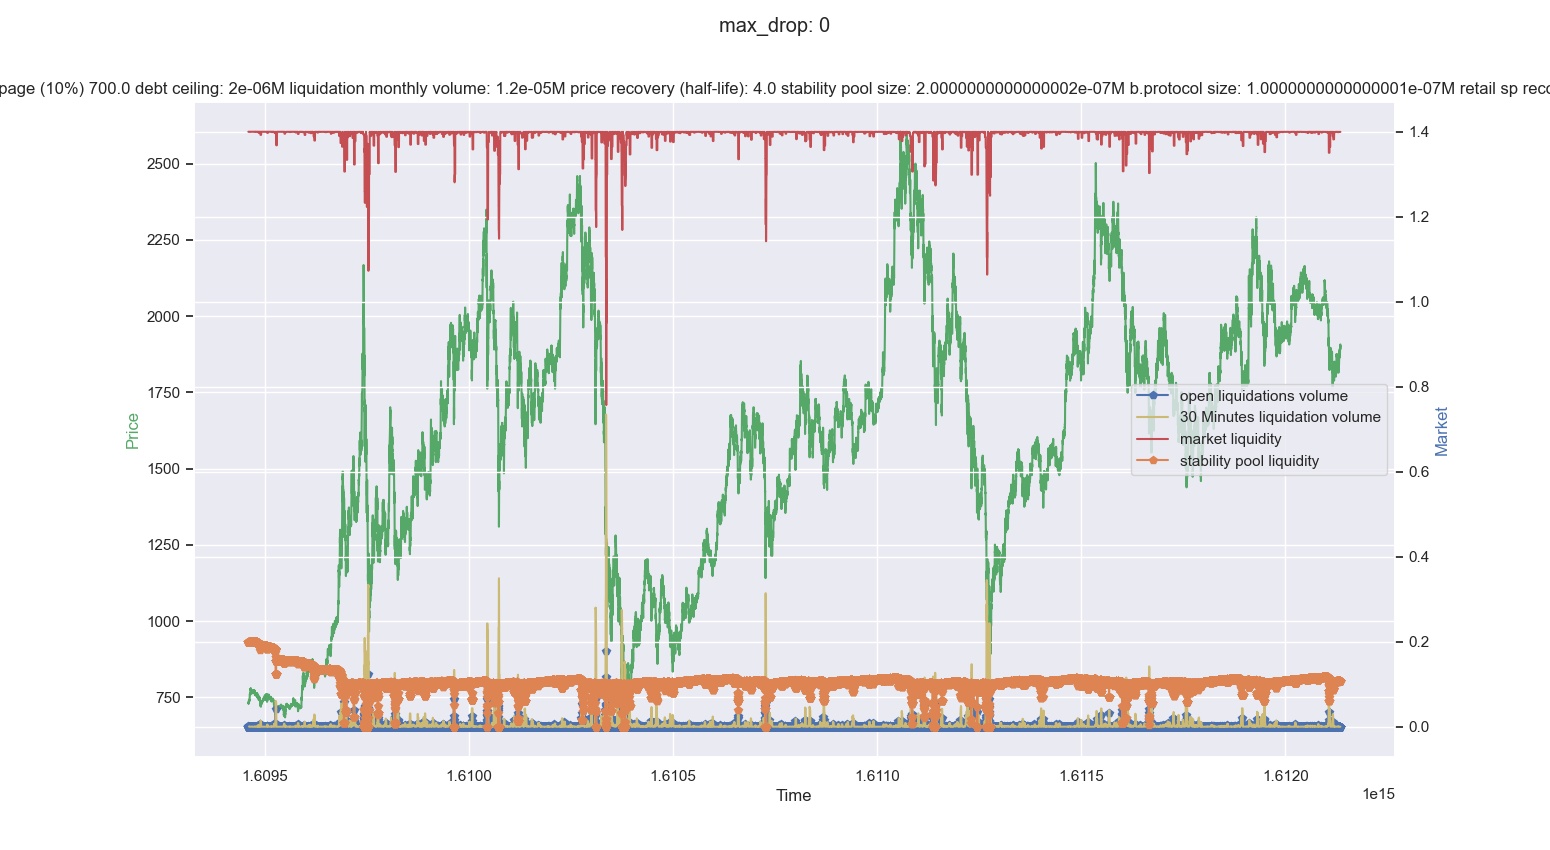 max_drop: 0
page (10%) 700.0 debt ceiling: 2e-06M liquidation monthly volume: 1.2e-05M price recovery (half-life): 4.0 stability pool size: 2.0000000000000002e-07M b.protocol size: 1.0000000000000001e-07M retail sp reco
2500
2250
2000
1750
1500
1250
1000
750
Price
1.4
1.2
1.0
0.8
0.6
0.4
0.2
0.0
Market
open liquidations volume
30 Minutes liquidation volume
market liquidity
stability pool liquidity
1.6095 1.6100 1.6105 1.6110 1.6115 1.6120
Time
1e15